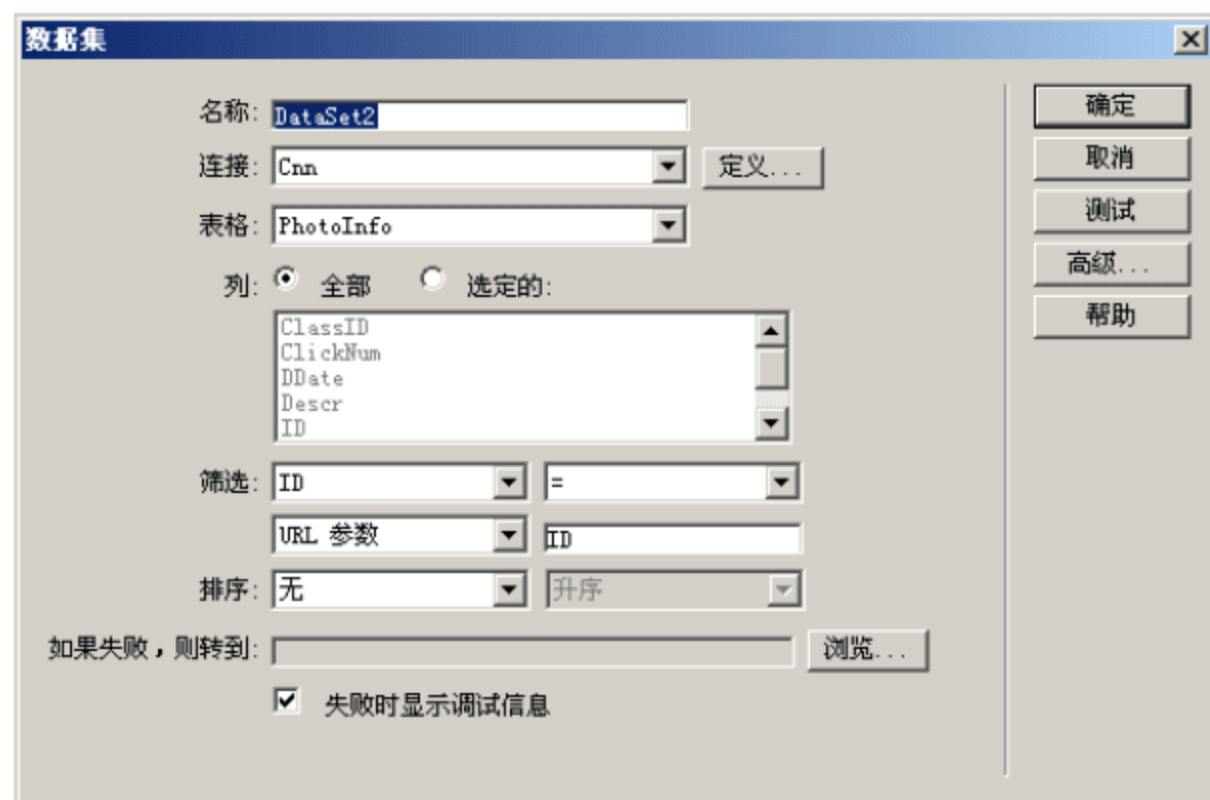 数据集
名称: DataSet2
连接: Cnn 定义...
表格: PhotoInfo
列: 全部 选定的:
ClassID
ClickNum
DDate
Descr
ID
筛选: ID =
URL 参数 ID
排序: 无 升序
如果失败，则转到: 浏览...
失败时显示调试信息
确定
取消
测试
高级...
帮助